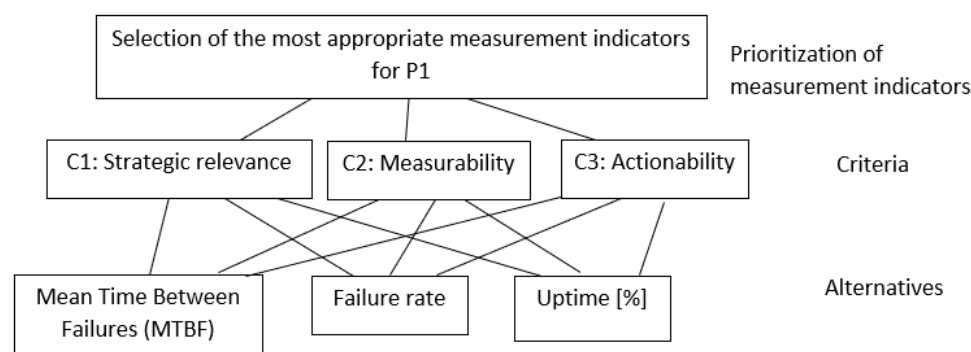 Selection of the most appropriate measurement indicators
for P1
Prioritization of
measurement indicators
C1: Strategic relevance
C2: Measurability
C3: Actionability
Criteria
Mean Time Between
Failures (MTBF)
Failure rate
Uptime [%]
Alternatives